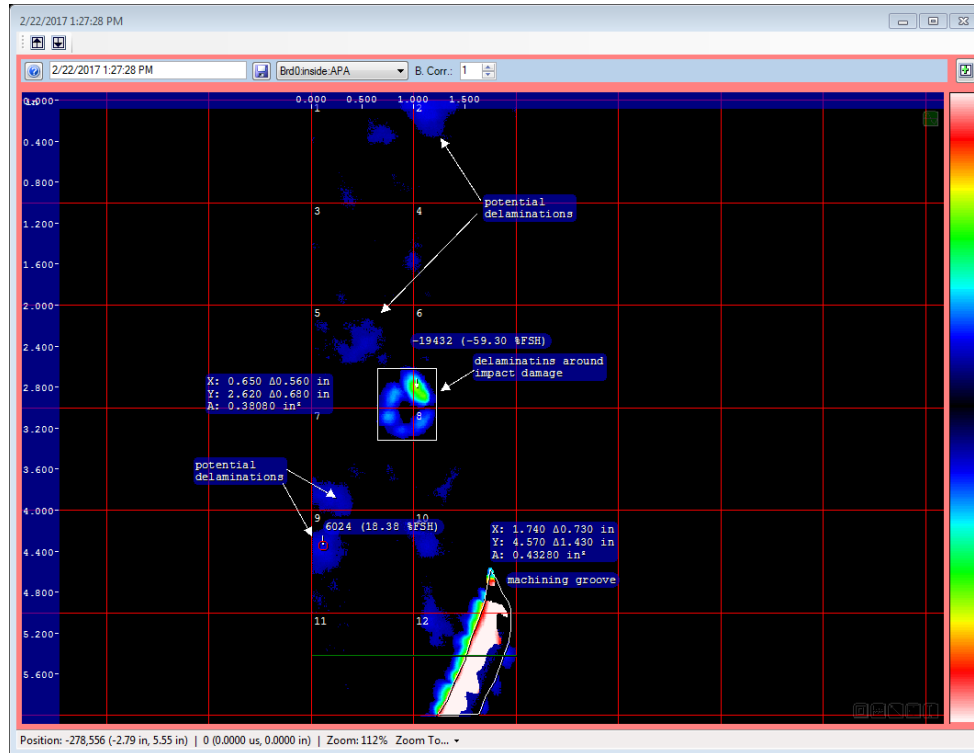 2/22/2017 1:27:28 PM
2/22/2017 1:27:28 PM Brd0:inside:APA B. Corr.: 1
in 0.000 0.000 0.500 1.000 1.500
1 2
0.400
0.800
3 4
potential
delaminations
1.200
1.600
2.000
5 6
-19432 (-59.30 %FSH)
2.400
delaminatins around
impact damage
X: 0.650 Δ0.560 in
Y: 2.620 Δ0.680 in
A: 0.38080 in²
2.800
7 8
3.200
potential
delaminations
3.600
4.000
9 10
6024 (18.38 %FSH)
X: 1.740 Δ0.730 in
Y: 4.570 Δ1.430 in
A: 0.43280 in²
4.400
machining groove
4.800
11 12
5.200
5.600
Position: -278,556 (-2.79 in, 5.55 in) | 0 (0.0000 us, 0.0000 in) | Zoom: 112% Zoom To...